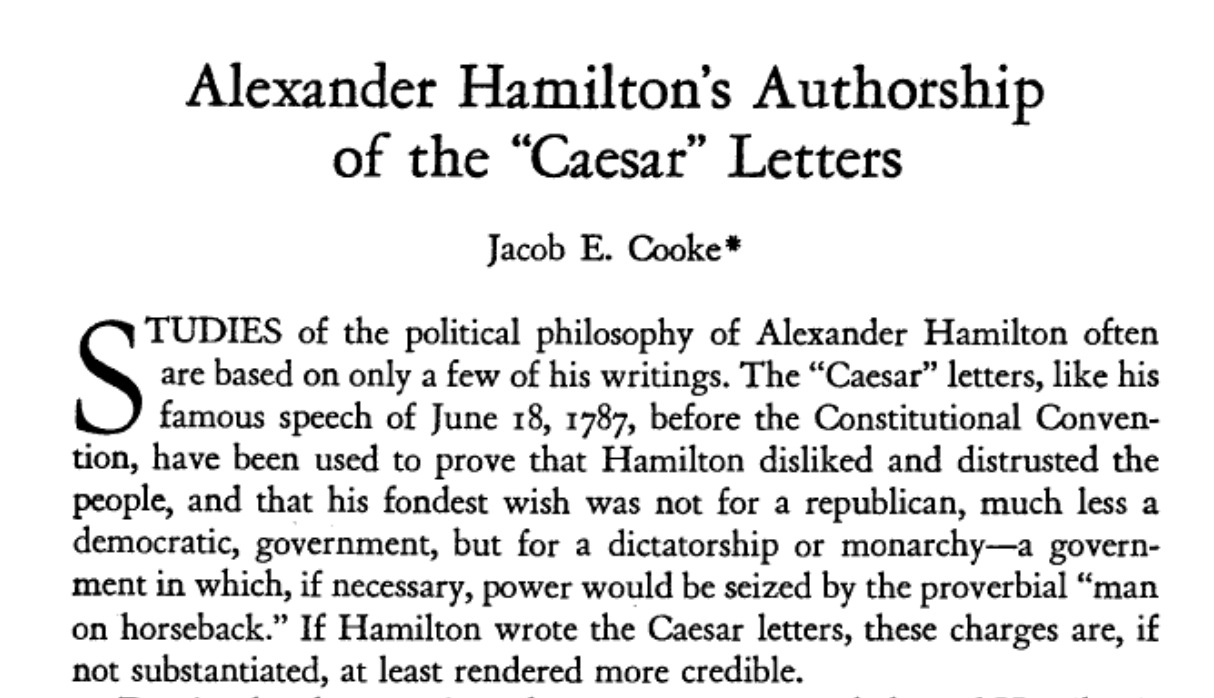 Alexander Hamilton's Authorship
of the "Caesar" Letters
Jacob E. Cooke*
STUDIES of the political philosophy of Alexander Hamilton often
are based on only a few of his writings. The "Caesar" letters, like his
famous speech of June 18, 1787, before the Constitutional Conven-
tion, have been used to prove that Hamilton disliked and distrusted the
people, and that his fondest wish was not for a republican, much less a
democratic, government, but for a dictatorship or monarchy—a govern-
ment in which, if necessary, power would be seized by the proverbial "man
on horseback." If Hamilton wrote the Caesar letters, these charges are, if
not substantiated, at least rendered more credible.